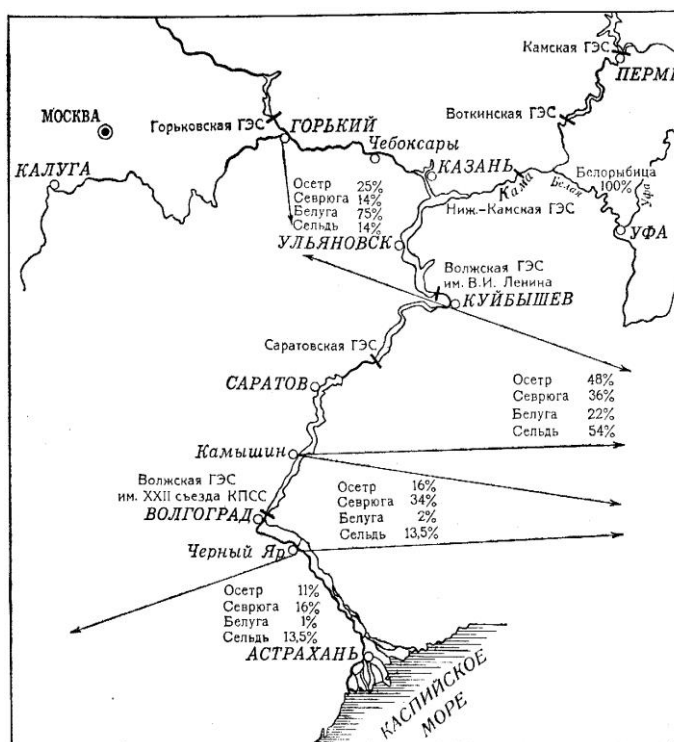 Камская ГЭС
ПЕРМЬ
Воткинская ГЭС
МОСКВА
Горьковская ГЭС
ГОРЬКИЙ
Чебоксары
КАЗАНЬ
Кама
Белая
Белорыбица
100%
Уфа
КАЛУГА
Ниж-Камская ГЭС
УФА
Осетр 25%
Севрюга 14%
Белуга 75%
Сельдь 14%
УЛЬЯНОВСК
Волжская ГЭС
им. В.И. Ленина
КУЙБЫШЕВ
Саратовская ГЭС
САРАТОВ
Осетр 48%
Севрюга 36%
Белуга 22%
Сельдь 54%
Камышин
Волжская ГЭС
им. XXII съезда КПСС
ВОЛГОГРАД
Осетр 16%
Севрюга 34%
Белуга 2%
Сельдь 13,5%
Черный Яр
Осетр 11%
Севрюга 16%
Белуга 1%
Сельдь 13,5%
АСТРАХАНЬ
КАСПИЙСКОЕ
МОРЕ